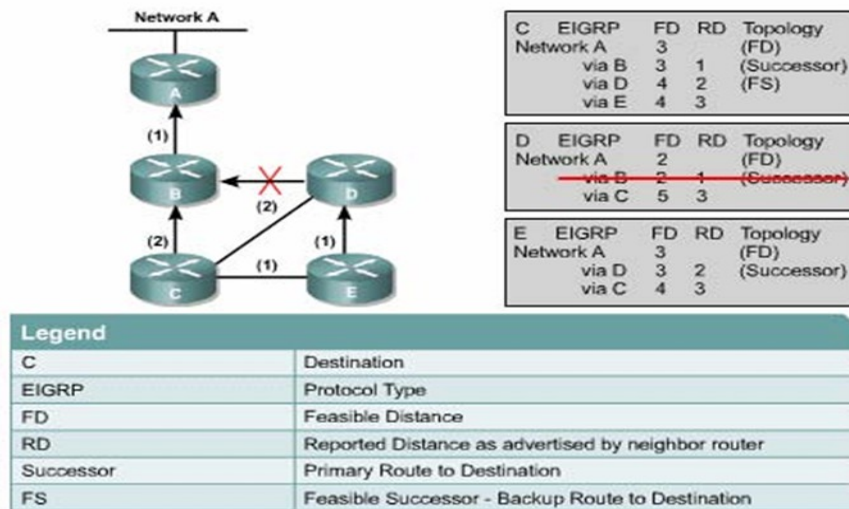 Network A
A
(1)
B
D
(2)
(2)
(1)
(1)
C
E
C EIGRP FD RD Topology
Network A 3 (FD)
via B 3 1 (Successor)
via D 4 2 (FS)
via E 4 3
D EIGRP FD RD Topology
Network A 2 (FD)
via B 2 1 (Successor)
via C 5 3
E EIGRP FD RD Topology
Network A 3 (FD)
via D 3 2 (Successor)
via C 4 3
Legend
C Destination
EIGRP Protocol Type
FD Feasible Distance
RD Reported Distance as advertised by neighbor router
Successor Primary Route to Destination
FS Feasible Successor - Backup Route to Destination